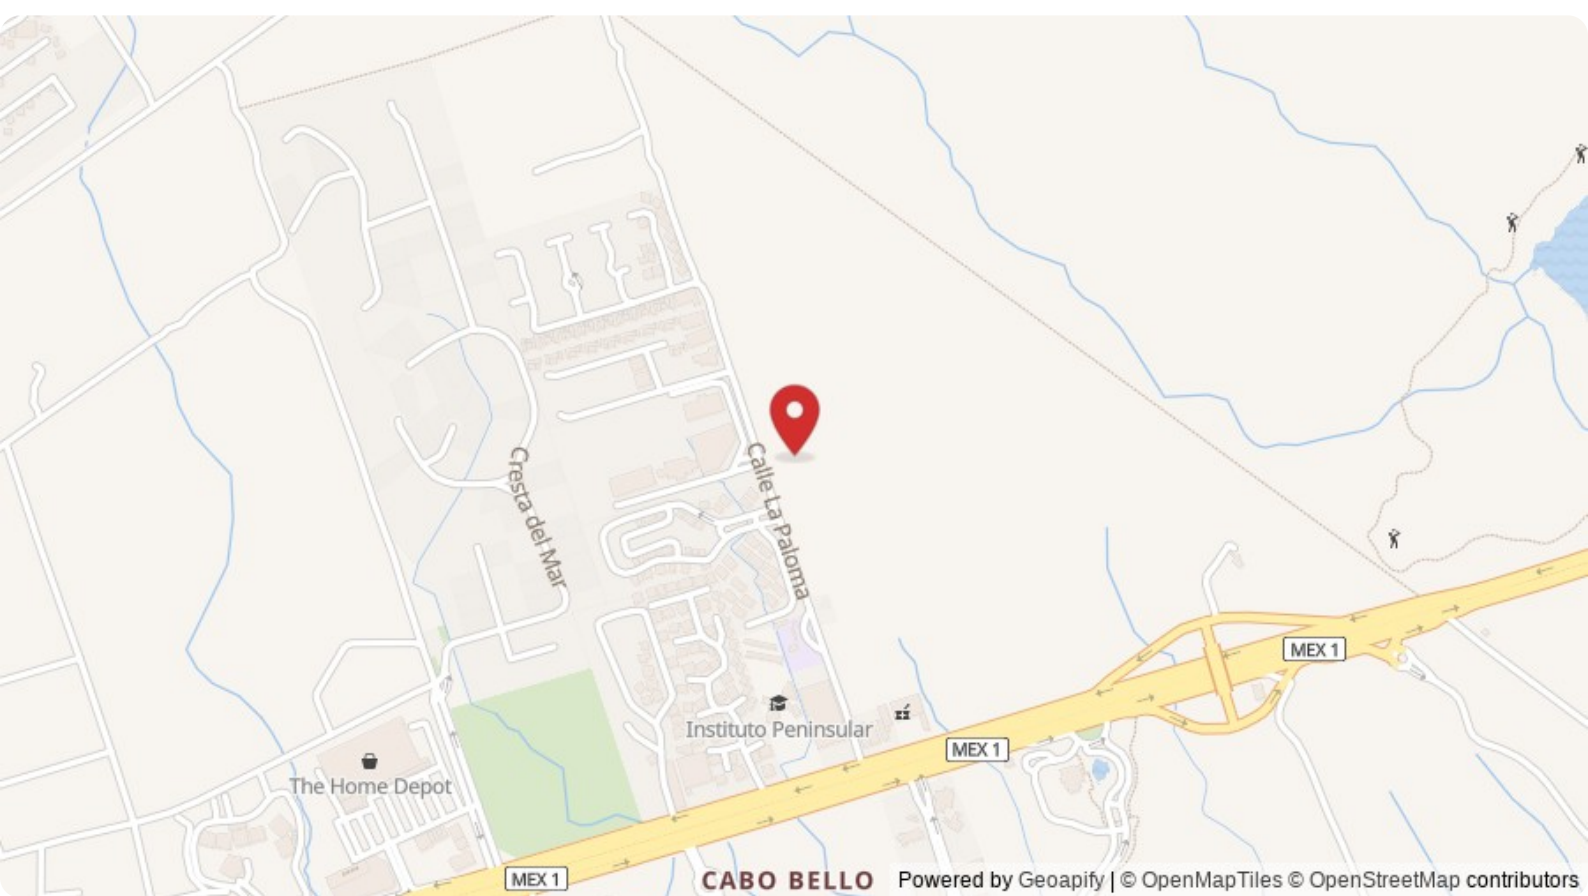 Cresta del Mar
Calle La Paloma
MEX 1
Instituto Peninsular
MEX 1
The Home Depot
MEX 1
CABO BELLO
Powered by Geoapify | © OpenMapTiles © OpenStreetMap contributors